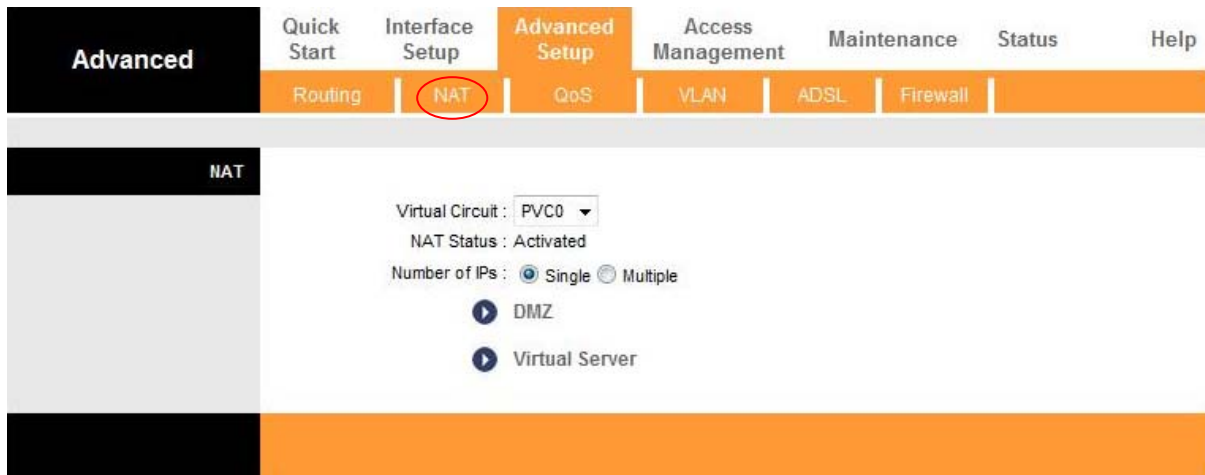 Advanced
Quick Start
Interface Setup
Advanced Setup
Access Management
Maintenance
Status
Help
Routing
NAT
QoS
VLAN
ADSL
Firewall
NAT
Virtual Circuit : PVC0
NAT Status : Activated
Number of IPs : Single Multiple
DMZ
Virtual Server